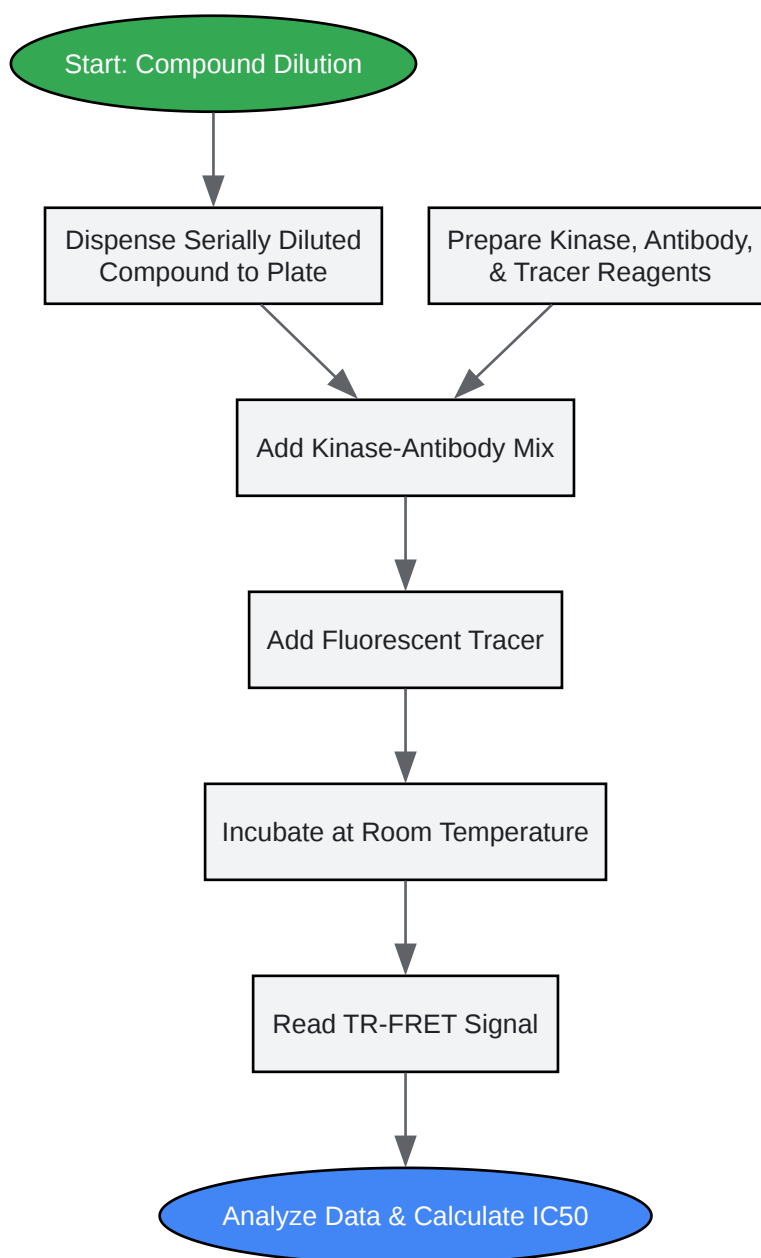 Start: Compound Dilution
Dispense Serially Diluted
Compound to Plate
Prepare Kinase, Antibody,
& Tracer Reagents
Add Kinase-Antibody Mix
Add Fluorescent Tracer
Incubate at Room Temperature
Read TR-FRET Signal
Analyze Data & Calculate IC50